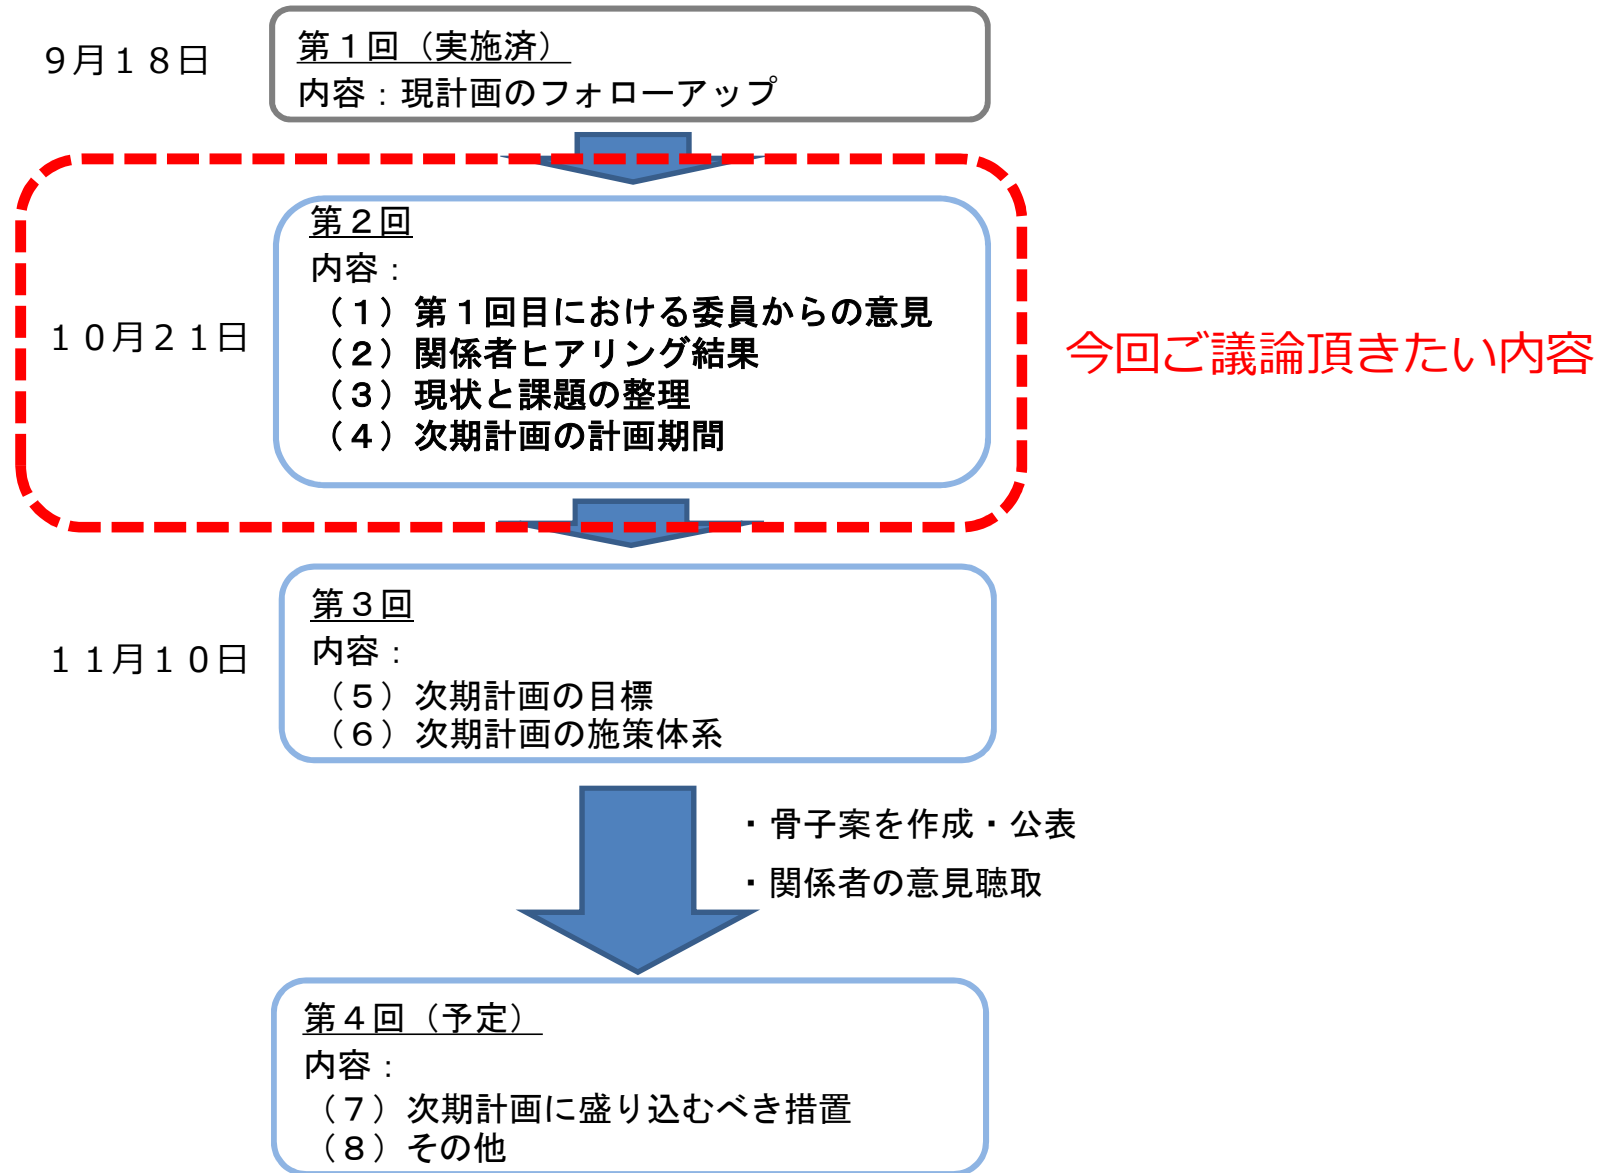 ９月１８日
第１回（実施済）
内容：現計画のフォローアップ
１０月２１日
第２回
内容：
（１）第１回目における委員からの意見
（２）関係者ヒアリング結果
（３）現状と課題の整理
（４）次期計画の計画期間
今回ご議論頂きたい内容
１１月１０日
第３回
内容：
（５）次期計画の目標
（６）次期計画の施策体系
・骨子案を作成・公表
・関係者の意見聴取
第４回（予定）
内容：
（７）次期計画に盛り込むべき措置
（８）その他